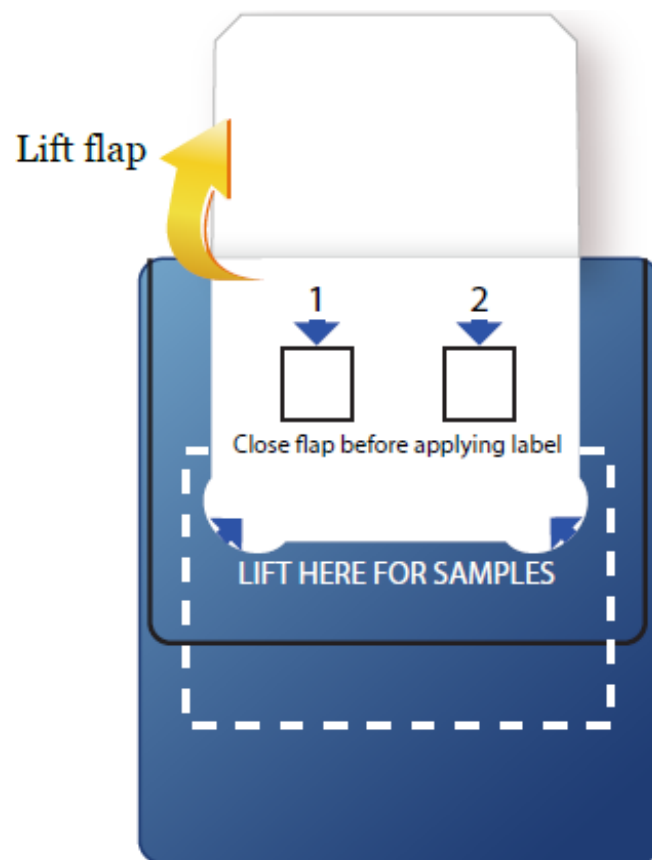 Lift flap
1 2
Close flap before applying label
LIFT HERE FOR SAMPLES